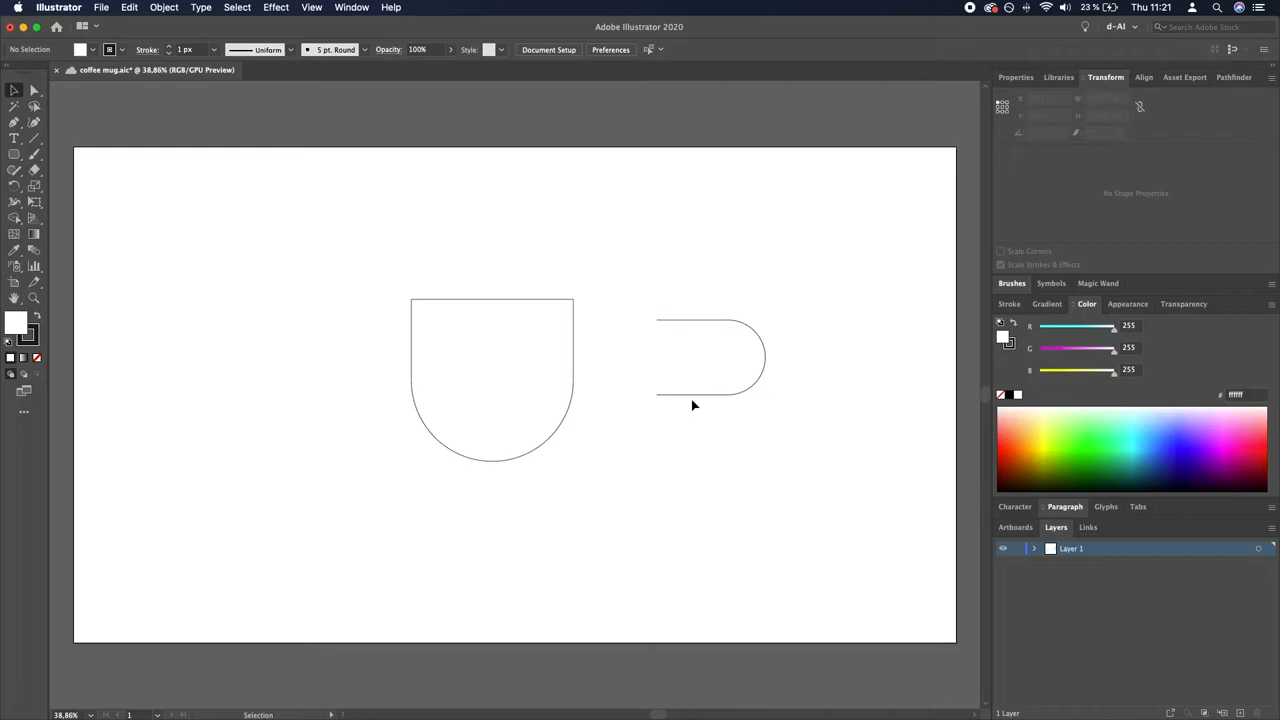 Illustrator File Edit Object Type Select Effect View Window Help 23 % Thu 11:21
Adobe Illustrator 2020 d-AI Search Adobe Stock
No Selection Stroke: 1 px Uniform 5 pt. Round Opacity: 100% Style: Document Setup Preferences
× coffee mug.aic* @ 38,86% (RGB/GPU Preview)
Properties Libraries Transform Align Asset Export Pathfinder
X: W:
Y: H:
No Shape Properties
Scale Corners
Scale Strokes & Effects
Brushes Symbols Magic Wand
Stroke Gradient Color Appearance Transparency
R 255
G 255
B 255
# ffffff
Character Paragraph Glyphs Tabs
Artboards Layers Links
Layer 1
38,86% 1 Selection 1 Layer